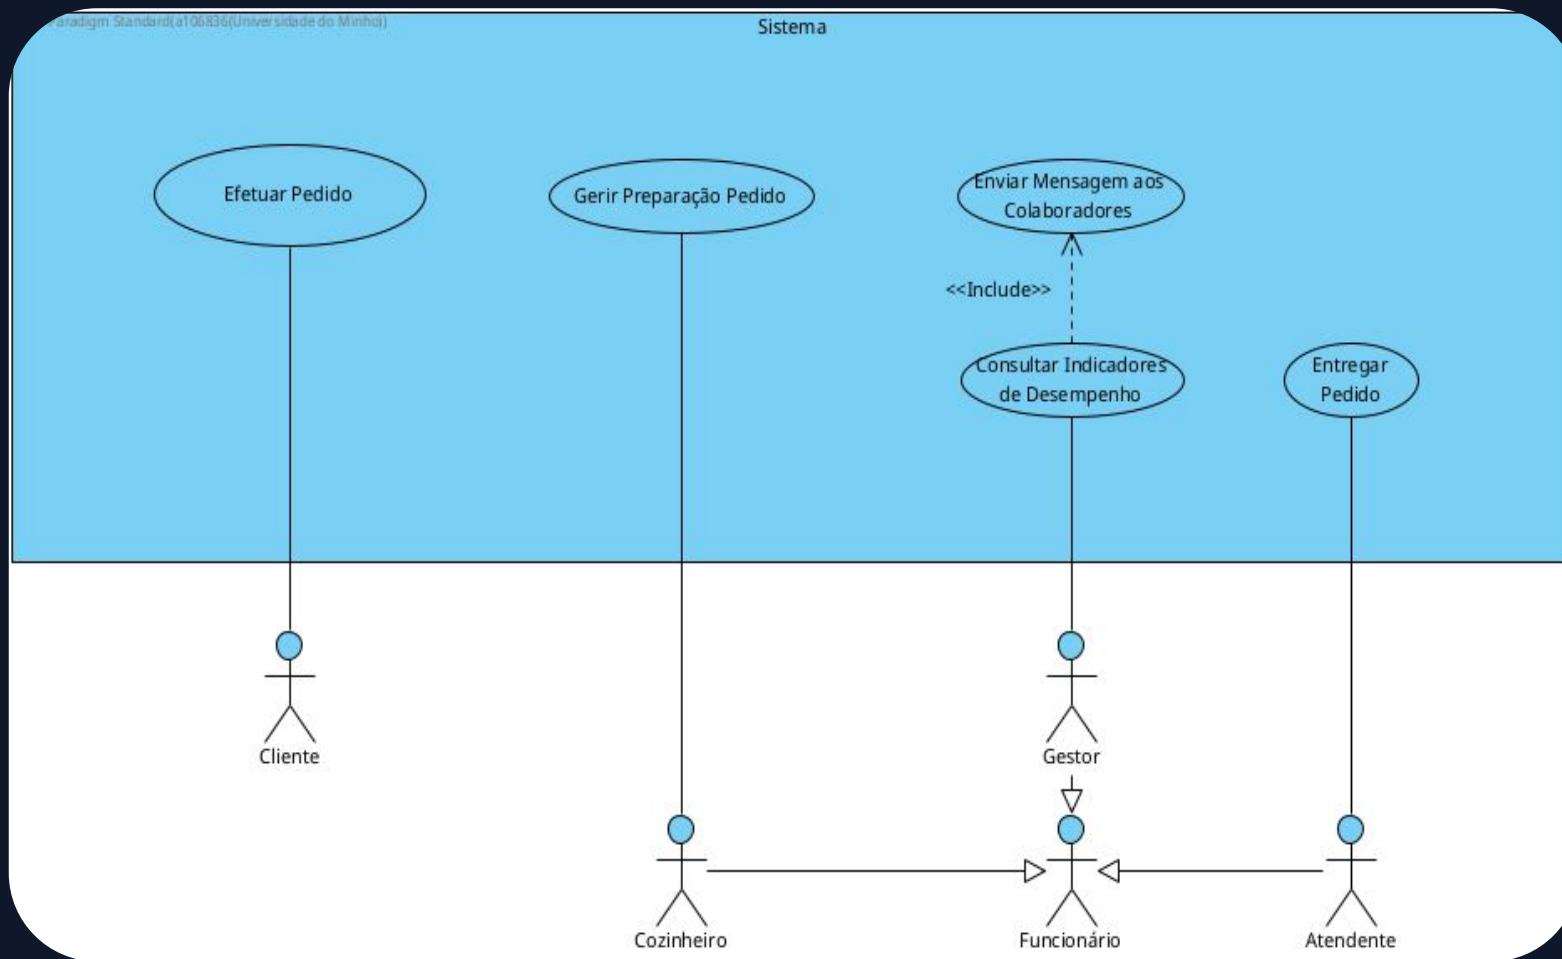 aradigm Standard(a106836(Universidade do Minho))
Sistema
Efetuar Pedido
Gerir Preparação Pedido
Enviar Mensagem aos
Colaboradores
<<Include>>
Consultar Indicadores
de Desempenho
Entregar
Pedido
Cliente
Gestor
Cozinheiro
Funcionário
Atendente